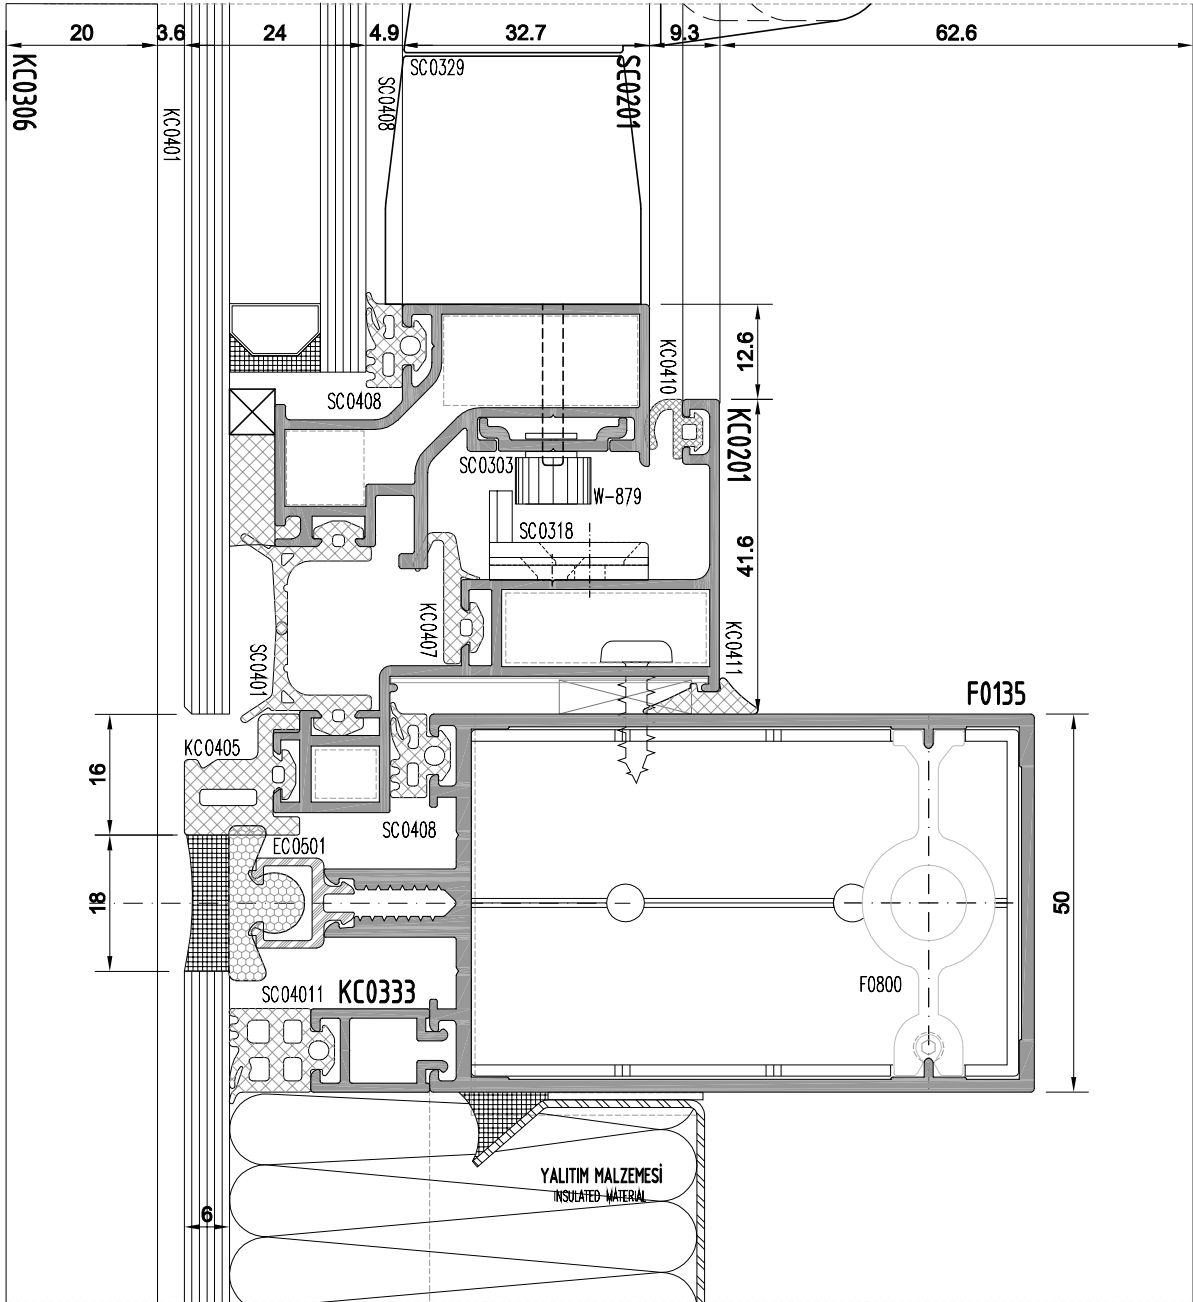 20
3.6
24
4.9
32.7
9.3
62.6
KC0306
KC0401
SC0408
SC0329
SC0201
12.6
KC0410
SC0408
KC0201
SC0303
W-879
SC0318
41.6
KC0407
SC0401
KC0411
F0135
16
KC0405
SC0408
EC0501
18
50
SC04011
KC0333
F0800
YALITIM MALZEMESİ
INSULATED MATERIAL
6